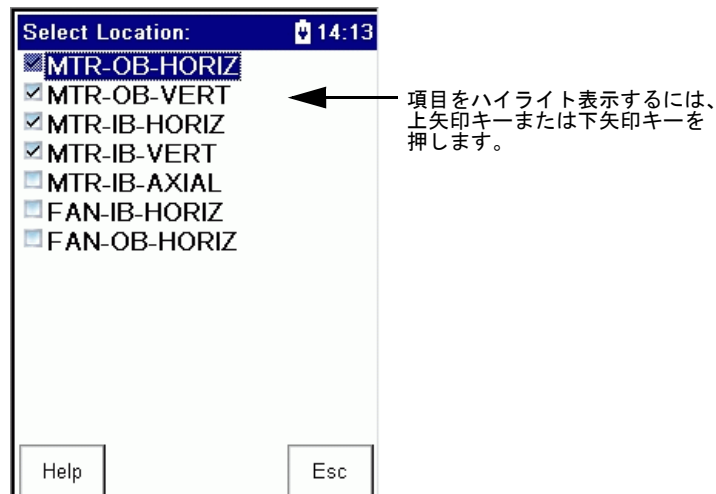 Select Location: 14:13
MTR-OB-HORIZ
MTR-OB-VERT
MTR-IB-HORIZ
MTR-IB-VERT
MTR-IB-AXIAL
FAN-IB-HORIZ
FAN-OB-HORIZ
項目をハイライト表示するには、
上矢印キーまたは下矢印キーを
押します。
Help Esc